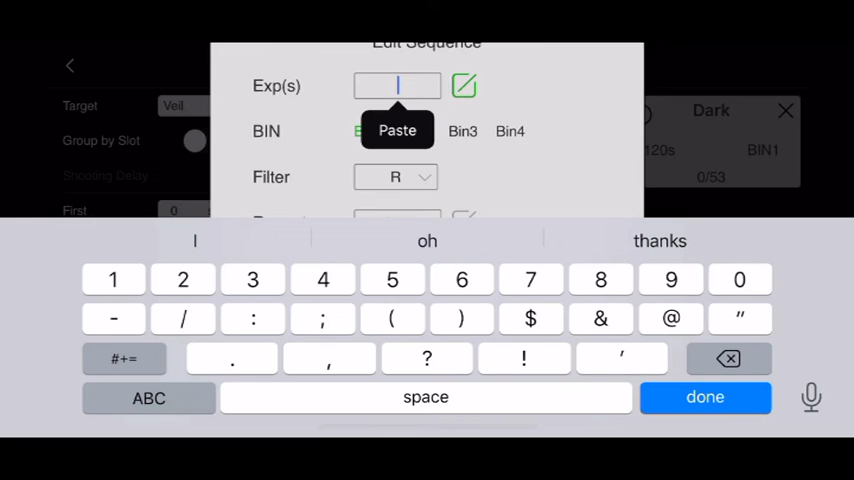 Edit Sequence
Exp(s)
Target Veil
Dark
Paste
BIN Bin3 Bin4
Group by Slot
120s BIN1
Shooting Delay
Filter R
0/53
First 0
I oh thanks
1 2 3 4 5 6 7 8 9 0
- / : ; ( ) $ & @ "
#+= . , ? ! '
ABC space done